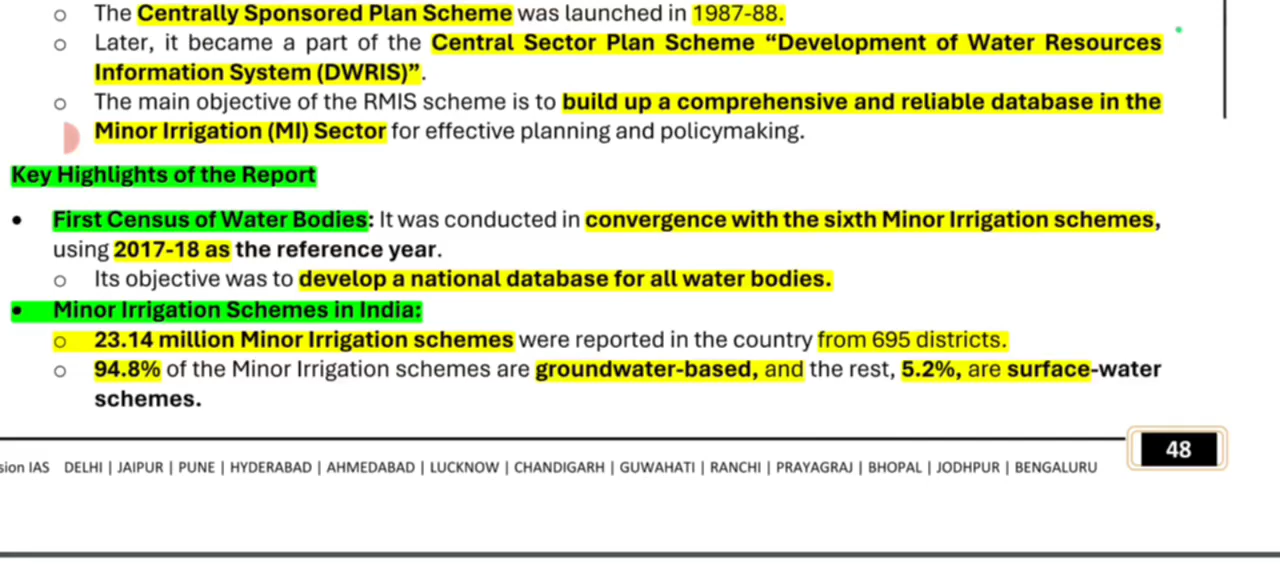 ○ The Centrally Sponsored Plan Scheme was launched in 1987-88.
○ Later, it became a part of the Central Sector Plan Scheme “Development of Water Resources
Information System (DWRIS)”.
○ The main objective of the RMIS scheme is to build up a comprehensive and reliable database in the
Minor Irrigation (MI) Sector for effective planning and policymaking.
Key Highlights of the Report
• First Census of Water Bodies: It was conducted in convergence with the sixth Minor Irrigation schemes,
using 2017-18 as the reference year.
○ Its objective was to develop a national database for all water bodies.
• Minor Irrigation Schemes in India:
○ 23.14 million Minor Irrigation schemes were reported in the country from 695 districts.
○ 94.8% of the Minor Irrigation schemes are groundwater-based, and the rest, 5.2%, are surface-water
schemes.
48
sion IAS DELHI | JAIPUR | PUNE | HYDERABAD | AHMEDABAD | LUCKNOW | CHANDIGARH | GUWAHATI | RANCHI | PRAYAGRAJ | BHOPAL | JODHPUR | BENGALURU